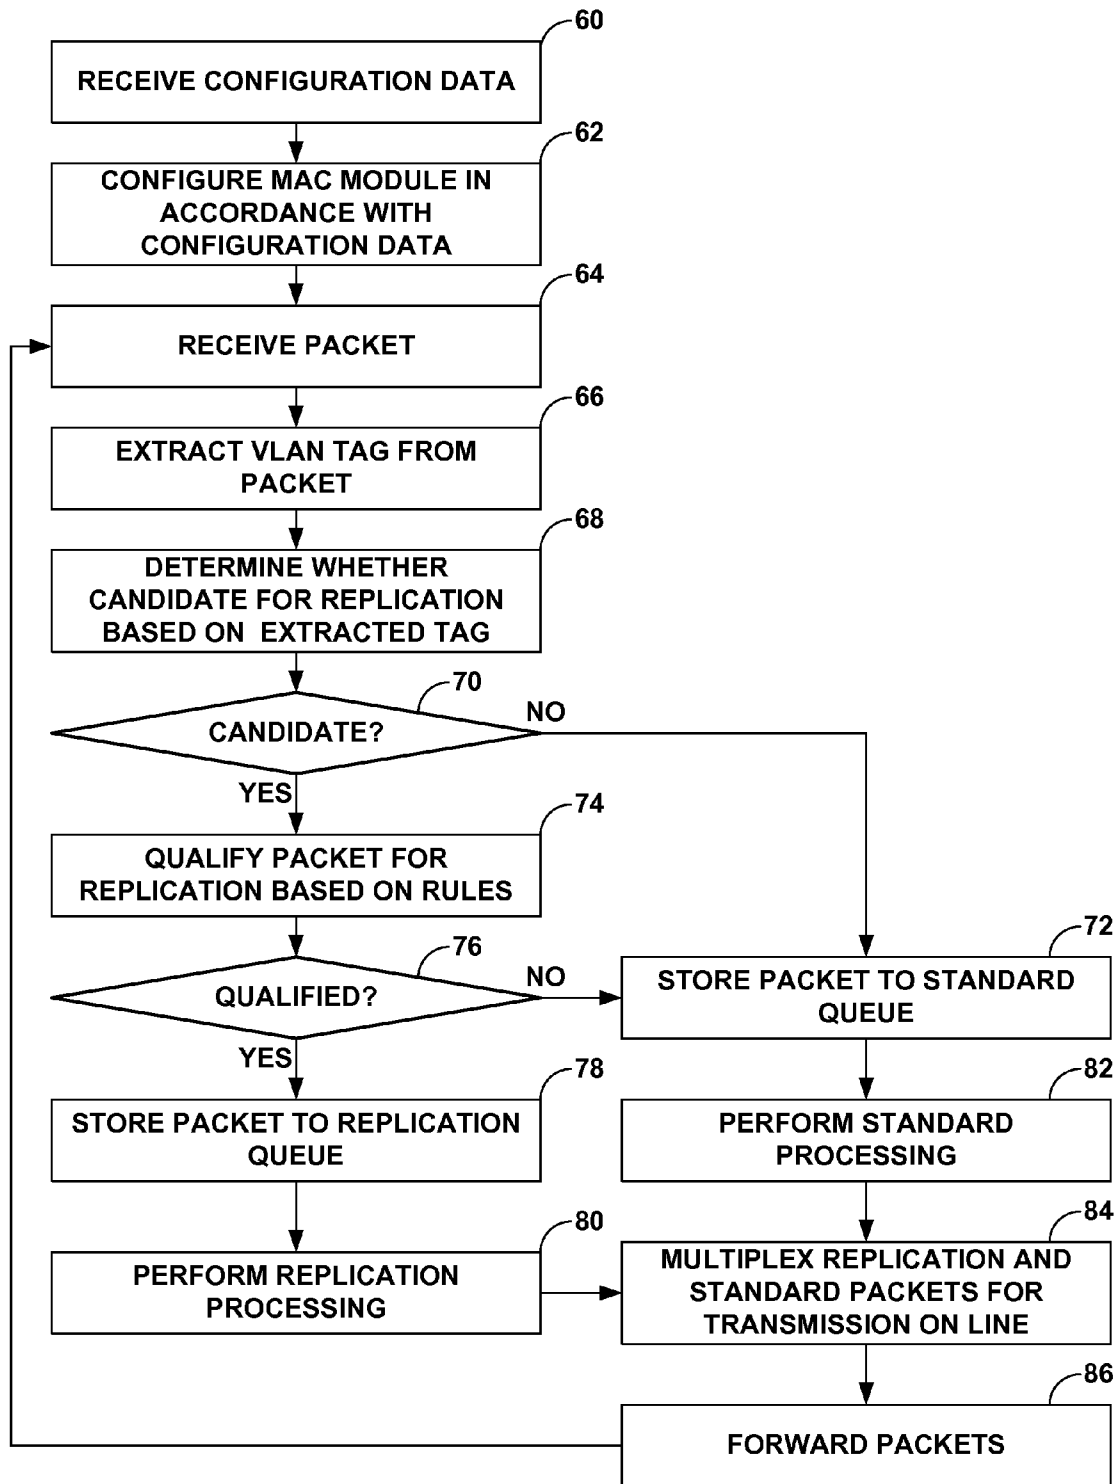 60
RECEIVE CONFIGURATION DATA
62
CONFIGURE MAC MODULE IN
ACCORDANCE WITH
CONFIGURATION DATA
64
RECEIVE PACKET
66
EXTRACT VLAN TAG FROM
PACKET
68
DETERMINE WHETHER
CANDIDATE FOR REPLICATION
BASED ON EXTRACTED TAG
70
CANDIDATE?
NO
YES
74
QUALIFY PACKET FOR
REPLICATION BASED ON RULES
76
QUALIFIED?
NO
YES
72
STORE PACKET TO STANDARD
QUEUE
78
STORE PACKET TO REPLICATION
QUEUE
82
PERFORM STANDARD
PROCESSING
80
PERFORM REPLICATION
PROCESSING
84
MULTIPLEX REPLICATION AND
STANDARD PACKETS FOR
TRANSMISSION ON LINE
86
FORWARD PACKETS